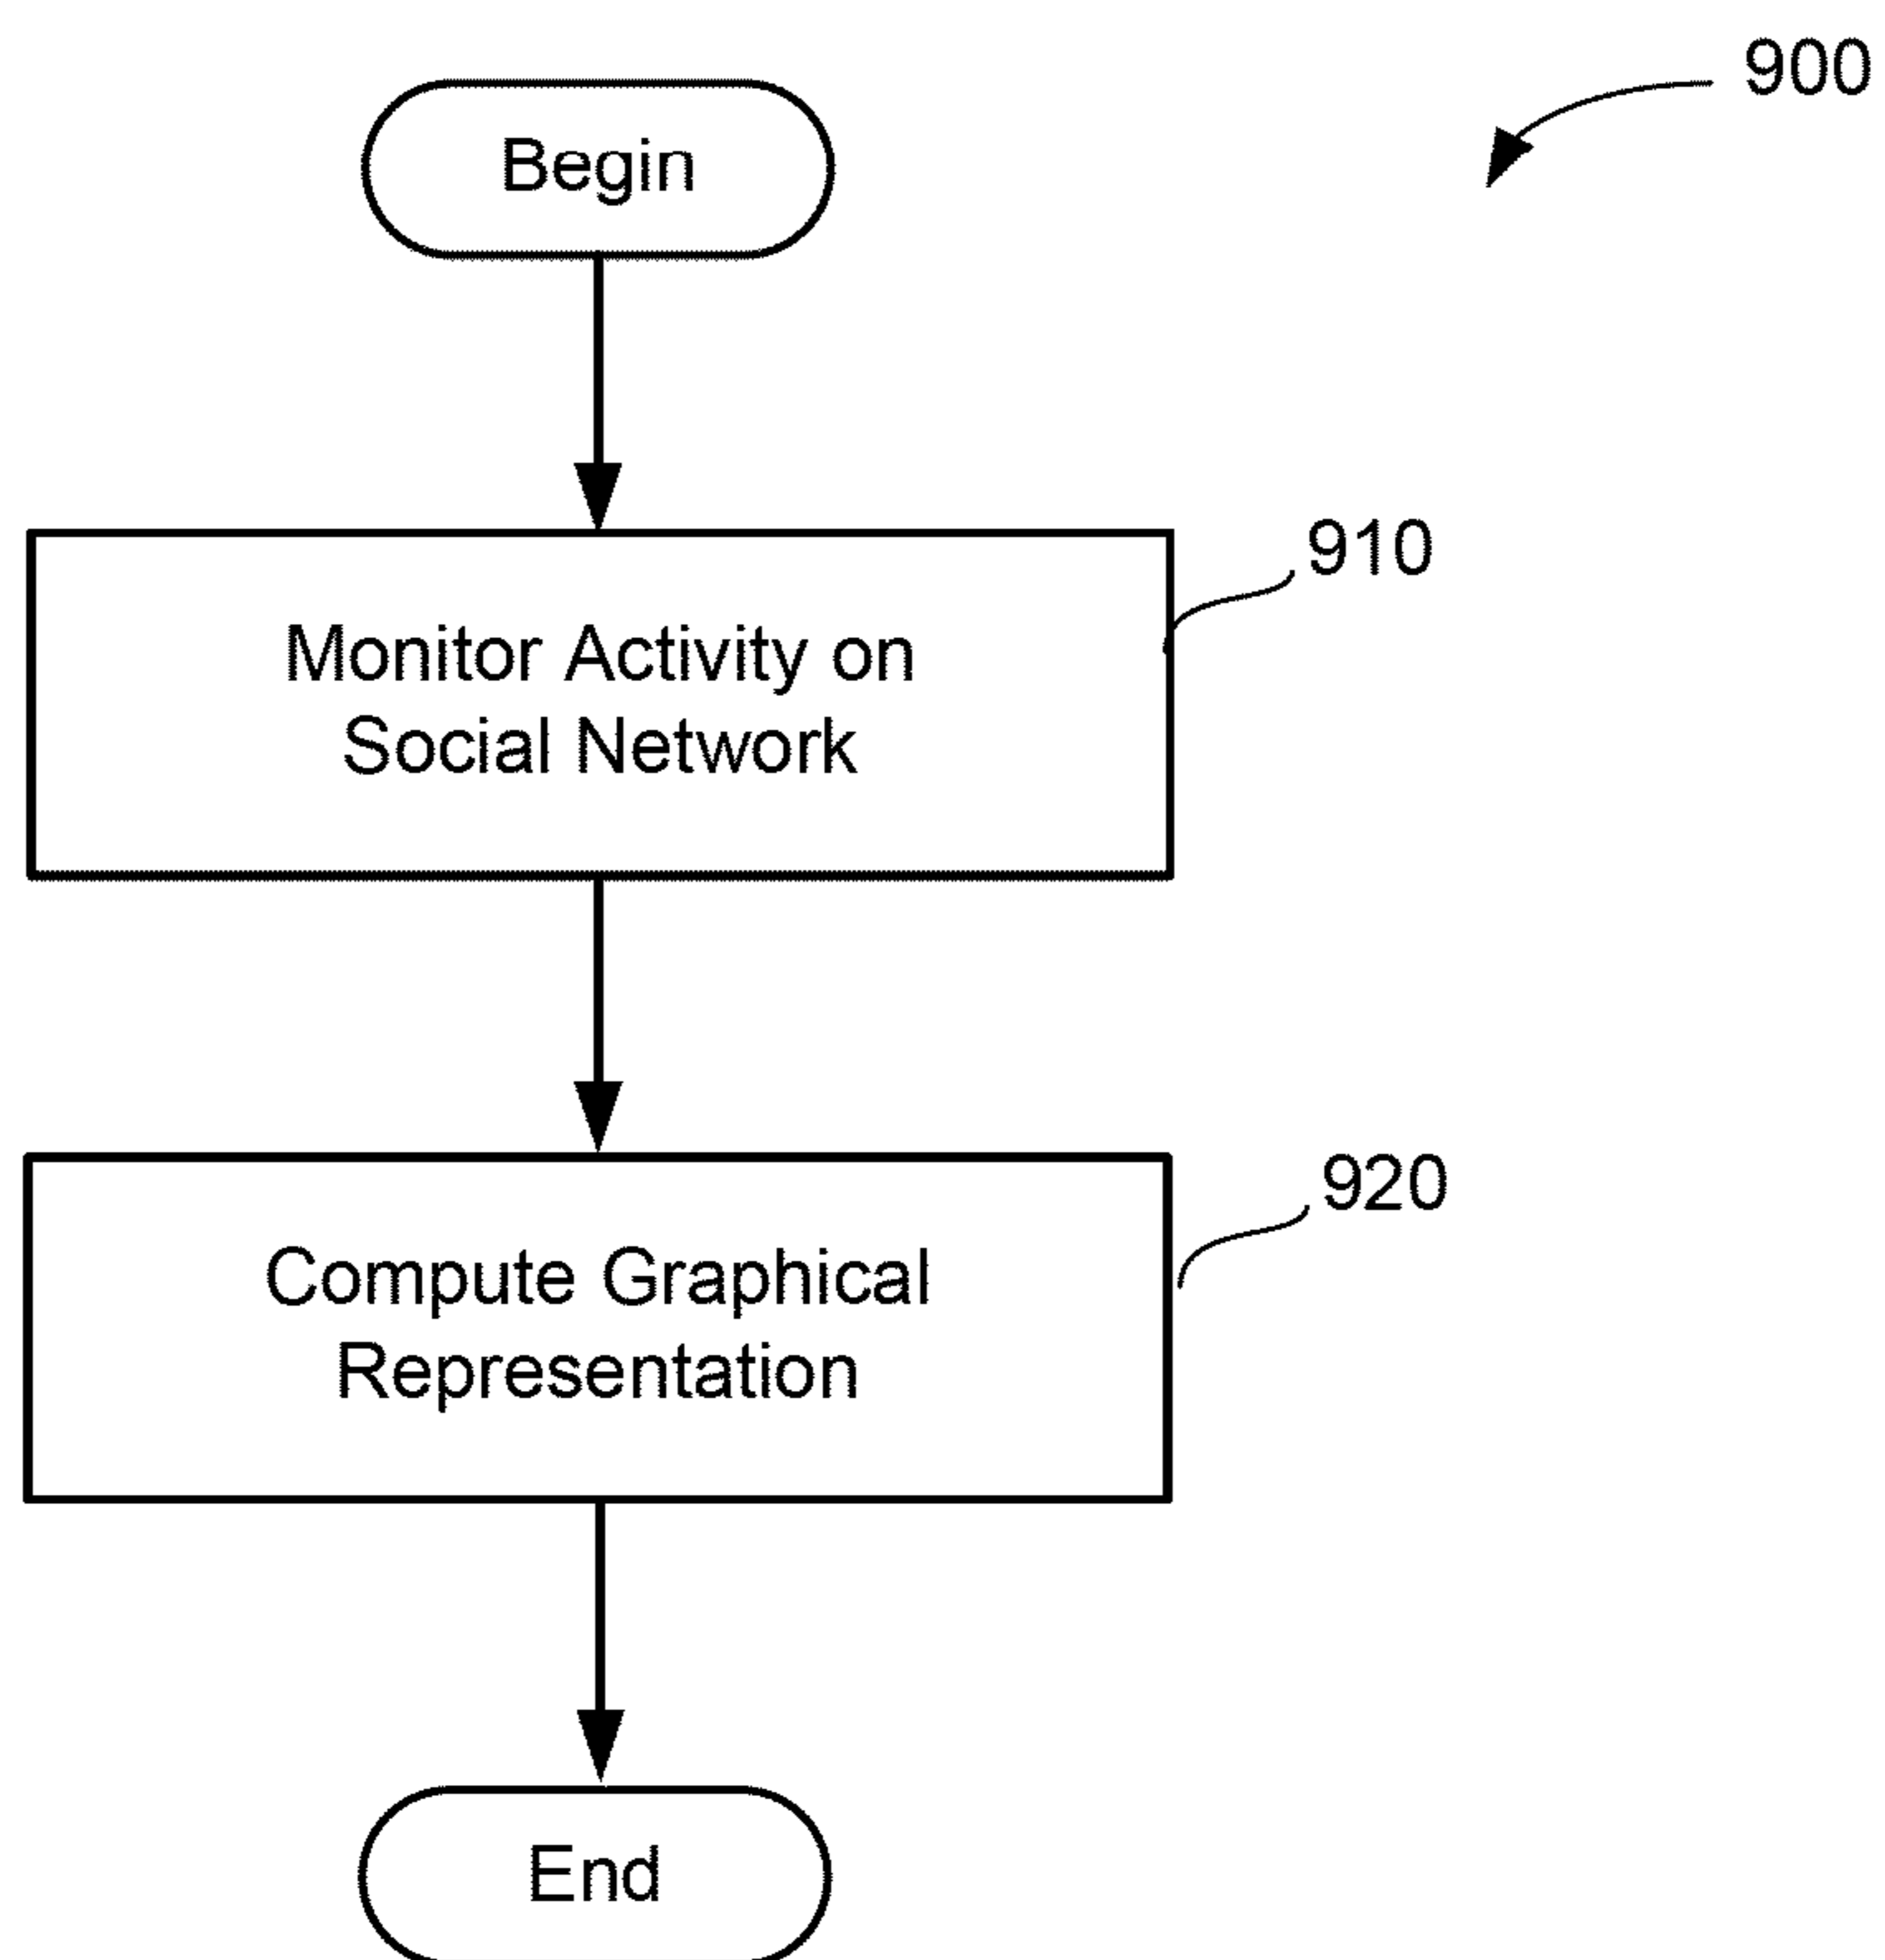 900
Begin
910
Monitor Activity on
Social Network
920
Compute Graphical
Representation
End